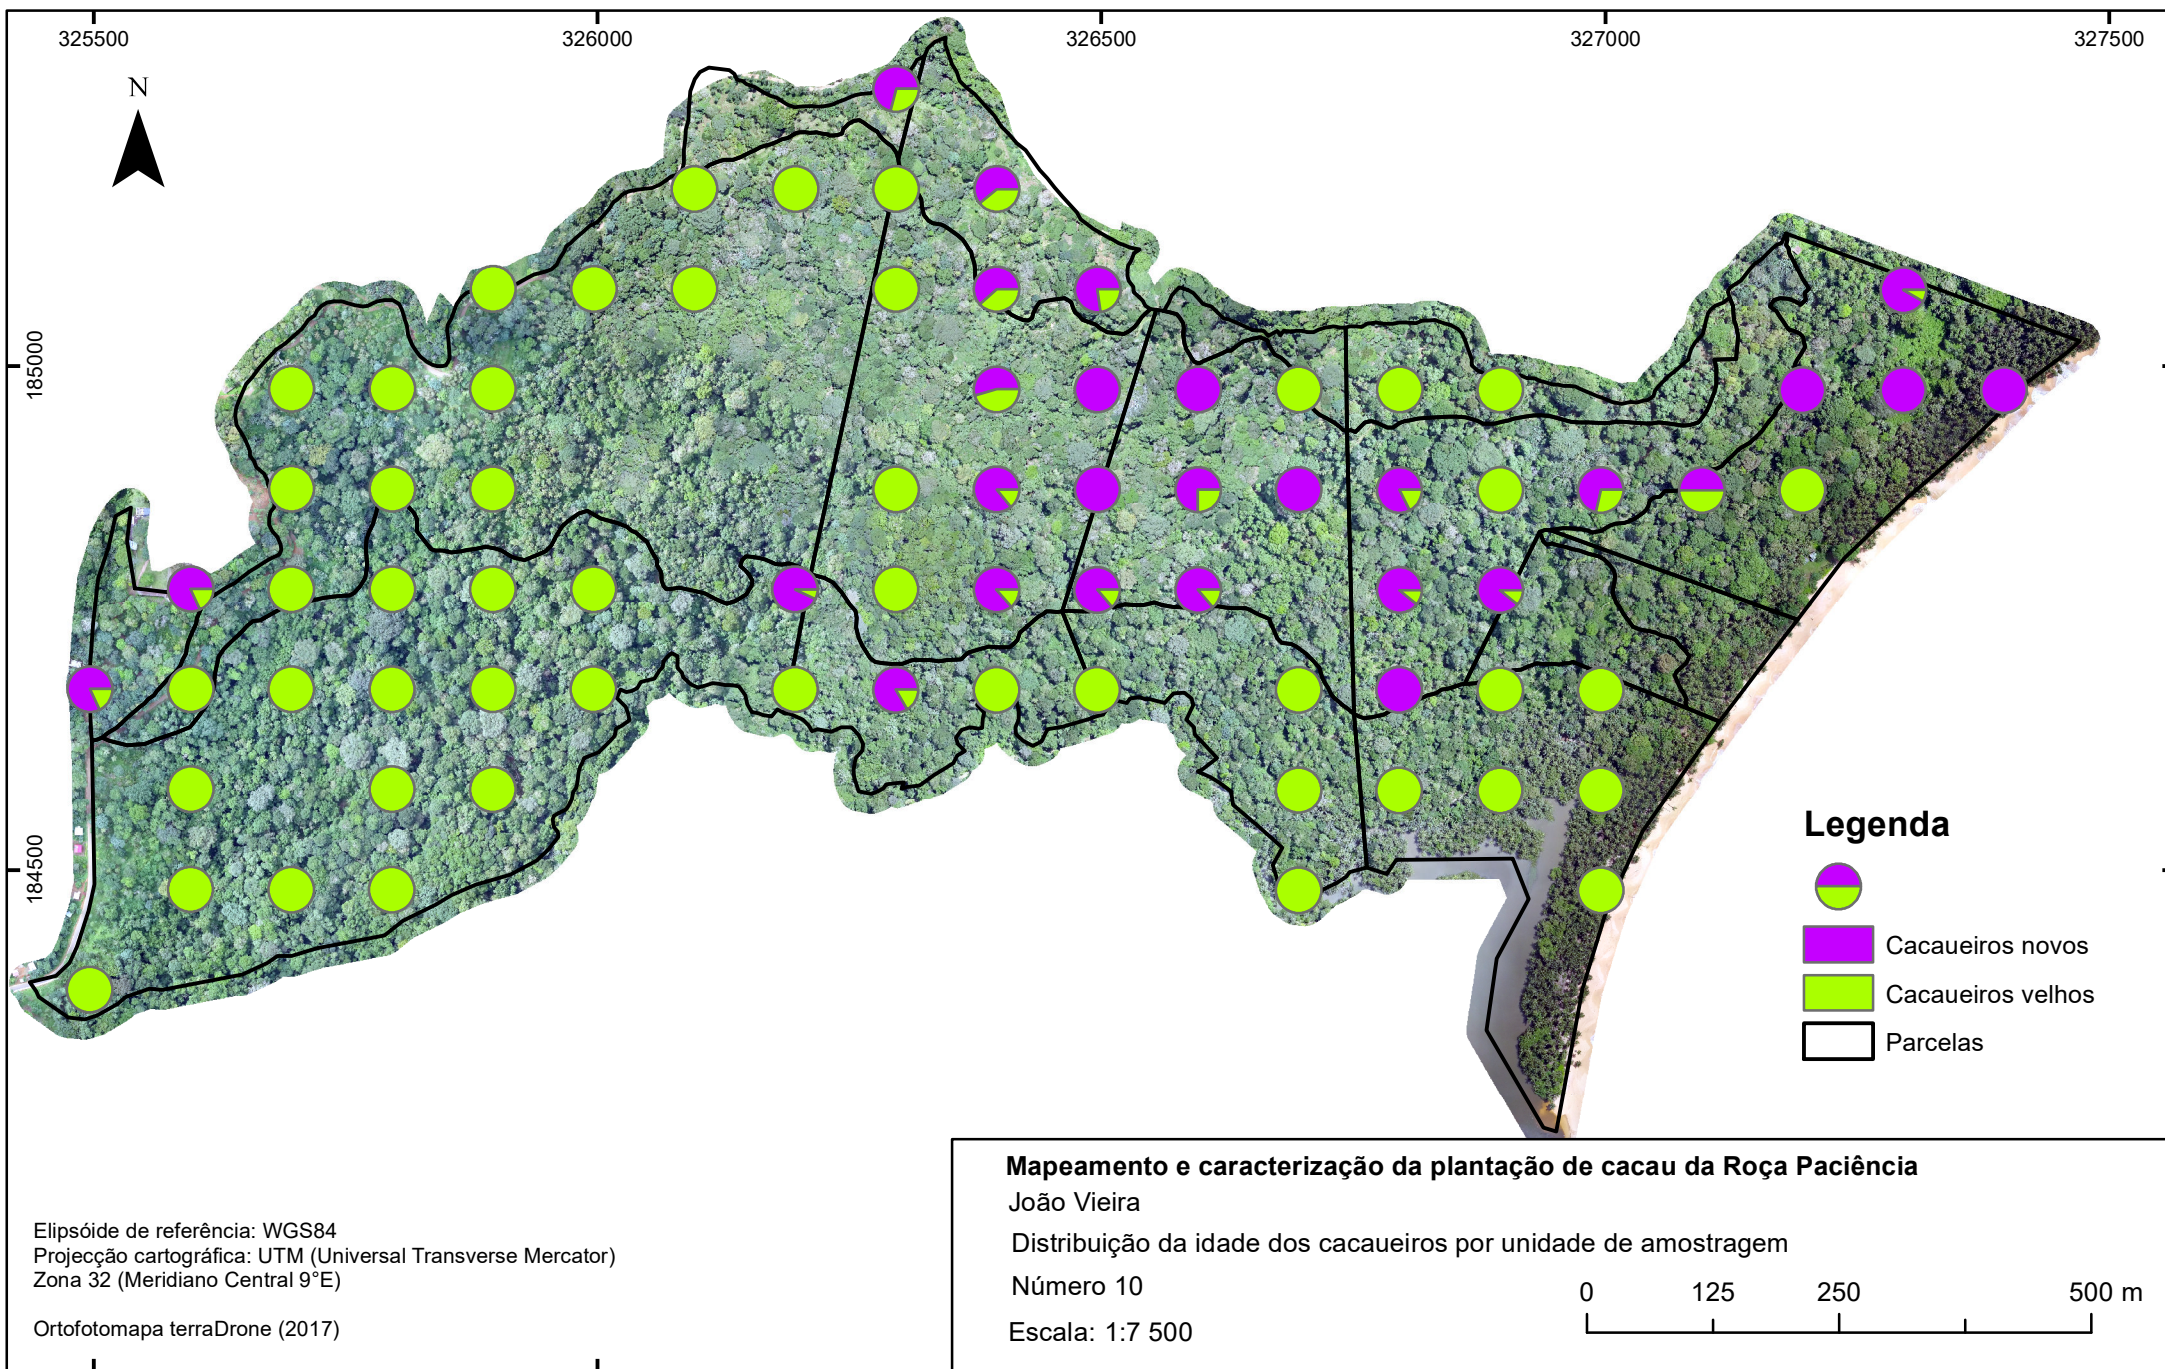 325500
326000
326500
327000
327500
N
185000
184500
Legenda
Cacaueiros novos
Cacaueiros velhos
Parcelas
Mapeamento e caracterização da plantação de cacau da Roça Paciência
João Vieira
Distribuição da idade dos cacaueiros por unidade de amostragem
Número 10
Escala: 1:7 500
0 125 250 500 m
Elipsóide de referência: WGS84
Projecção cartográfica: UTM (Universal Transverse Mercator)
Zona 32 (Meridiano Central 9°E)
Ortofotomapa terraDrone (2017)